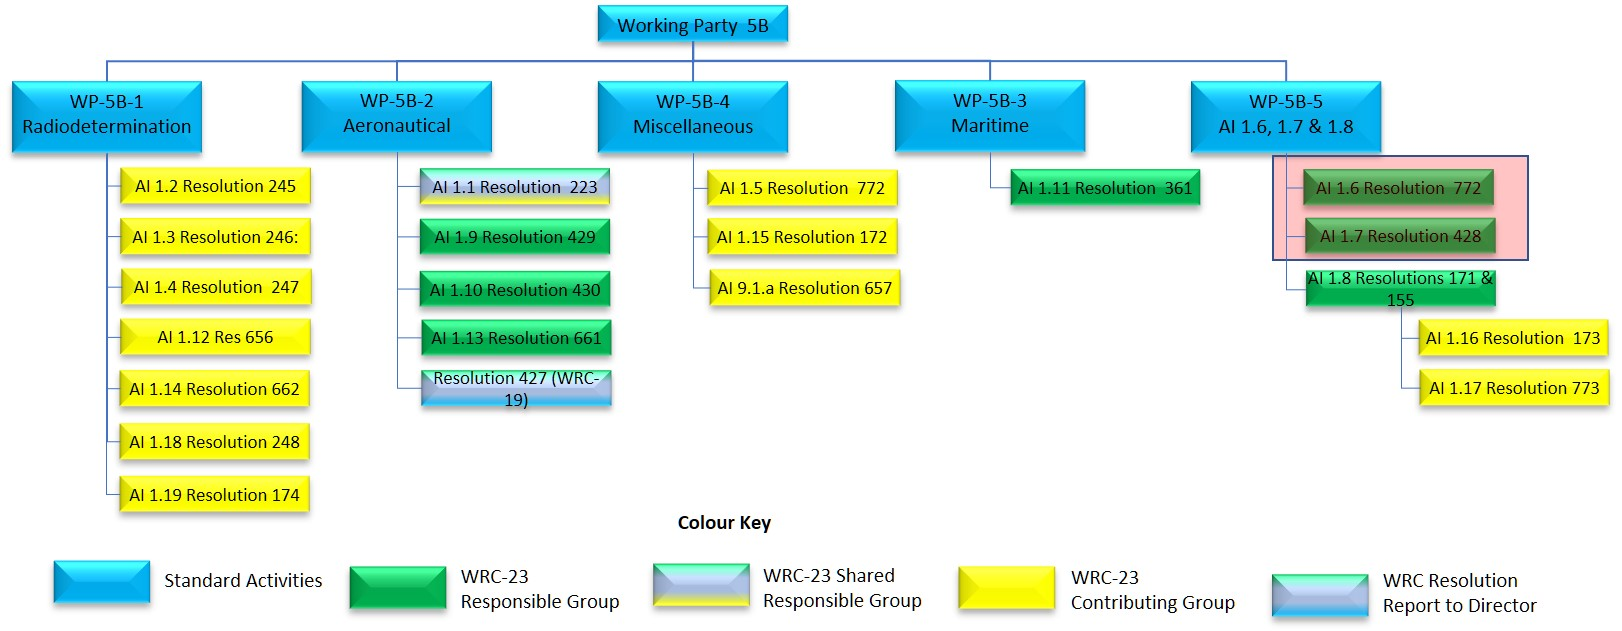 Working Party 5B
WP-5B-1
Radiodetermination
AI 1.2 Resolution 245
AI 1.3 Resolution 246:
AI 1.4 Resolution 247
AI 1.12 Res 656
AI 1.14 Resolution 662
AI 1.18 Resolution 248
AI 1.19 Resolution 174
WP-5B-2
Aeronautical
AI 1.1 Resolution 223
AI 1.9 Resolution 429
AI 1.10 Resolution 430
AI 1.13 Resolution 661
Resolution 427 (WRC-
19)
WP-5B-4
Miscellaneous
AI 1.5 Resolution 772
AI 1.15 Resolution 172
AI 9.1.a Resolution 657
WP-5B-3
Maritime
AI 1.11 Resolution 361
WP-5B-5
AI 1.6, 1.7 & 1.8
AI 1.6 Resolution 772
AI 1.7 Resolution 428
AI 1.8 Resolutions 171 &
155
AI 1.16 Resolution 173
AI 1.17 Resolution 773
Colour Key
Standard Activities
WRC-23
Responsible Group
WRC-23 Shared
Responsible Group
WRC-23
Contributing Group
WRC Resolution
Report to Director